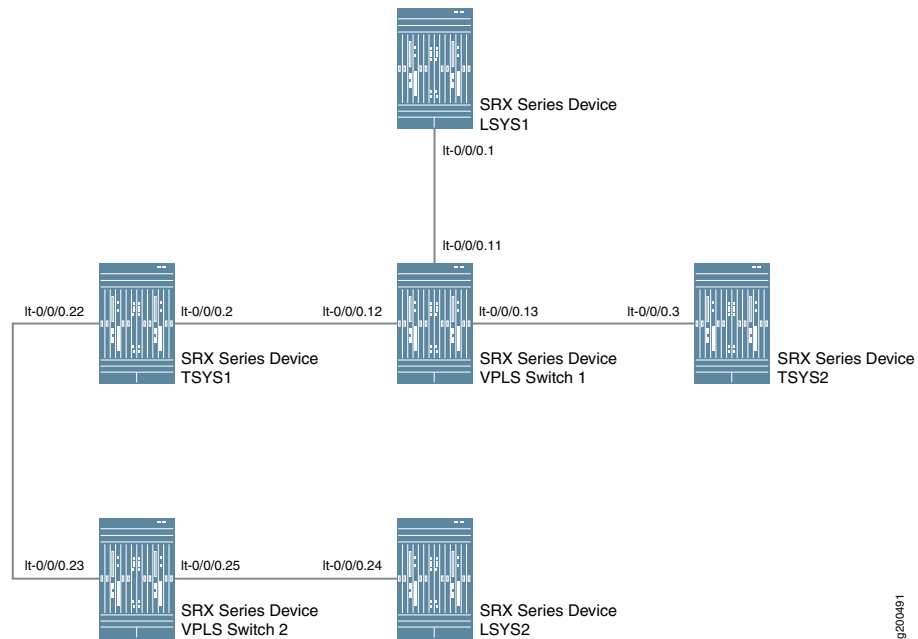 SRX Series Device
LSYS1
lt-0/0/0.1
lt-0/0/0.11
lt-0/0/0.22
lt-0/0/0.2
lt-0/0/0.12
lt-0/0/0.13
lt-0/0/0.3
SRX Series Device
TSYS1
SRX Series Device
VPLS Switch 1
SRX Series Device
TSYS2
lt-0/0/0.23
lt-0/0/0.25
lt-0/0/0.24
SRX Series Device
VPLS Switch 2
SRX Series Device
LSYS2
g200491